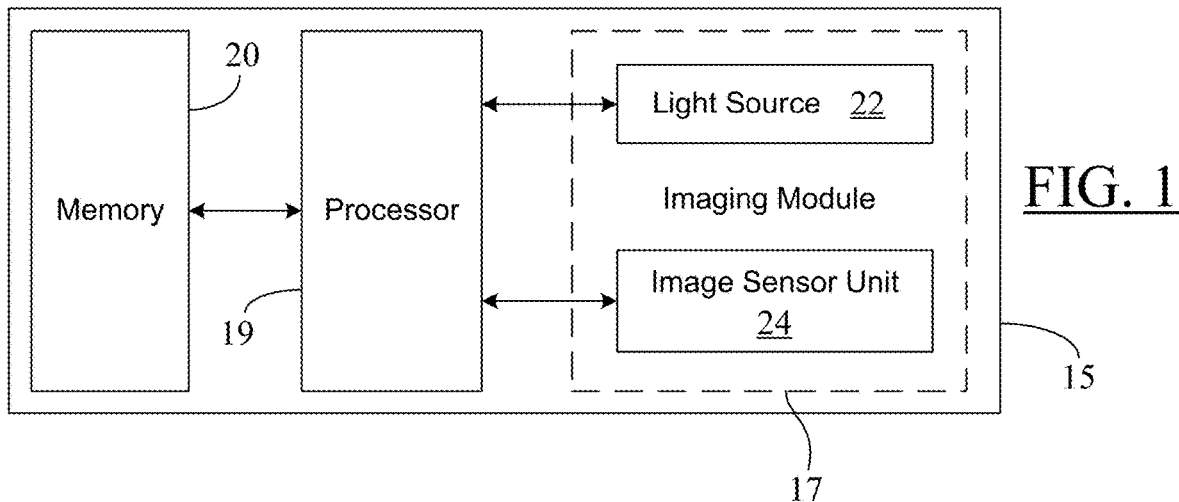 20
Light Source 22
Memory
Processor
Imaging Module
FIG. 1
Image Sensor Unit
24
19
15
17